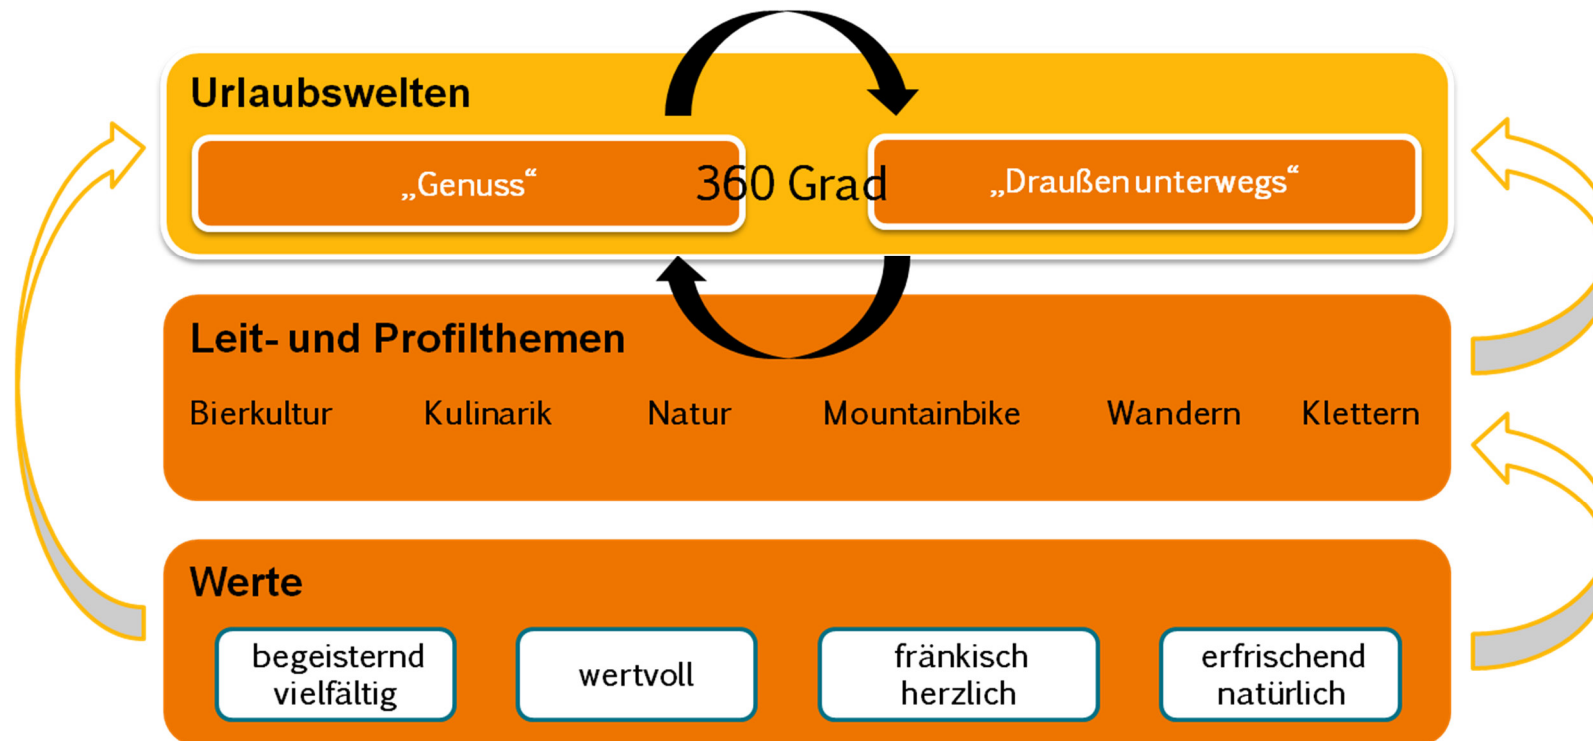 Urlaubswelten
„Genuss“ 360 Grad „Draußen unterwegs“
Leit- und Profilthemen
Bierkultur Kulinarik Natur Mountainbike Wandern Klettern
Werte
begeisternd
vielfältig
wertvoll
fränkisch
herzlich
erfrischend
natürlich